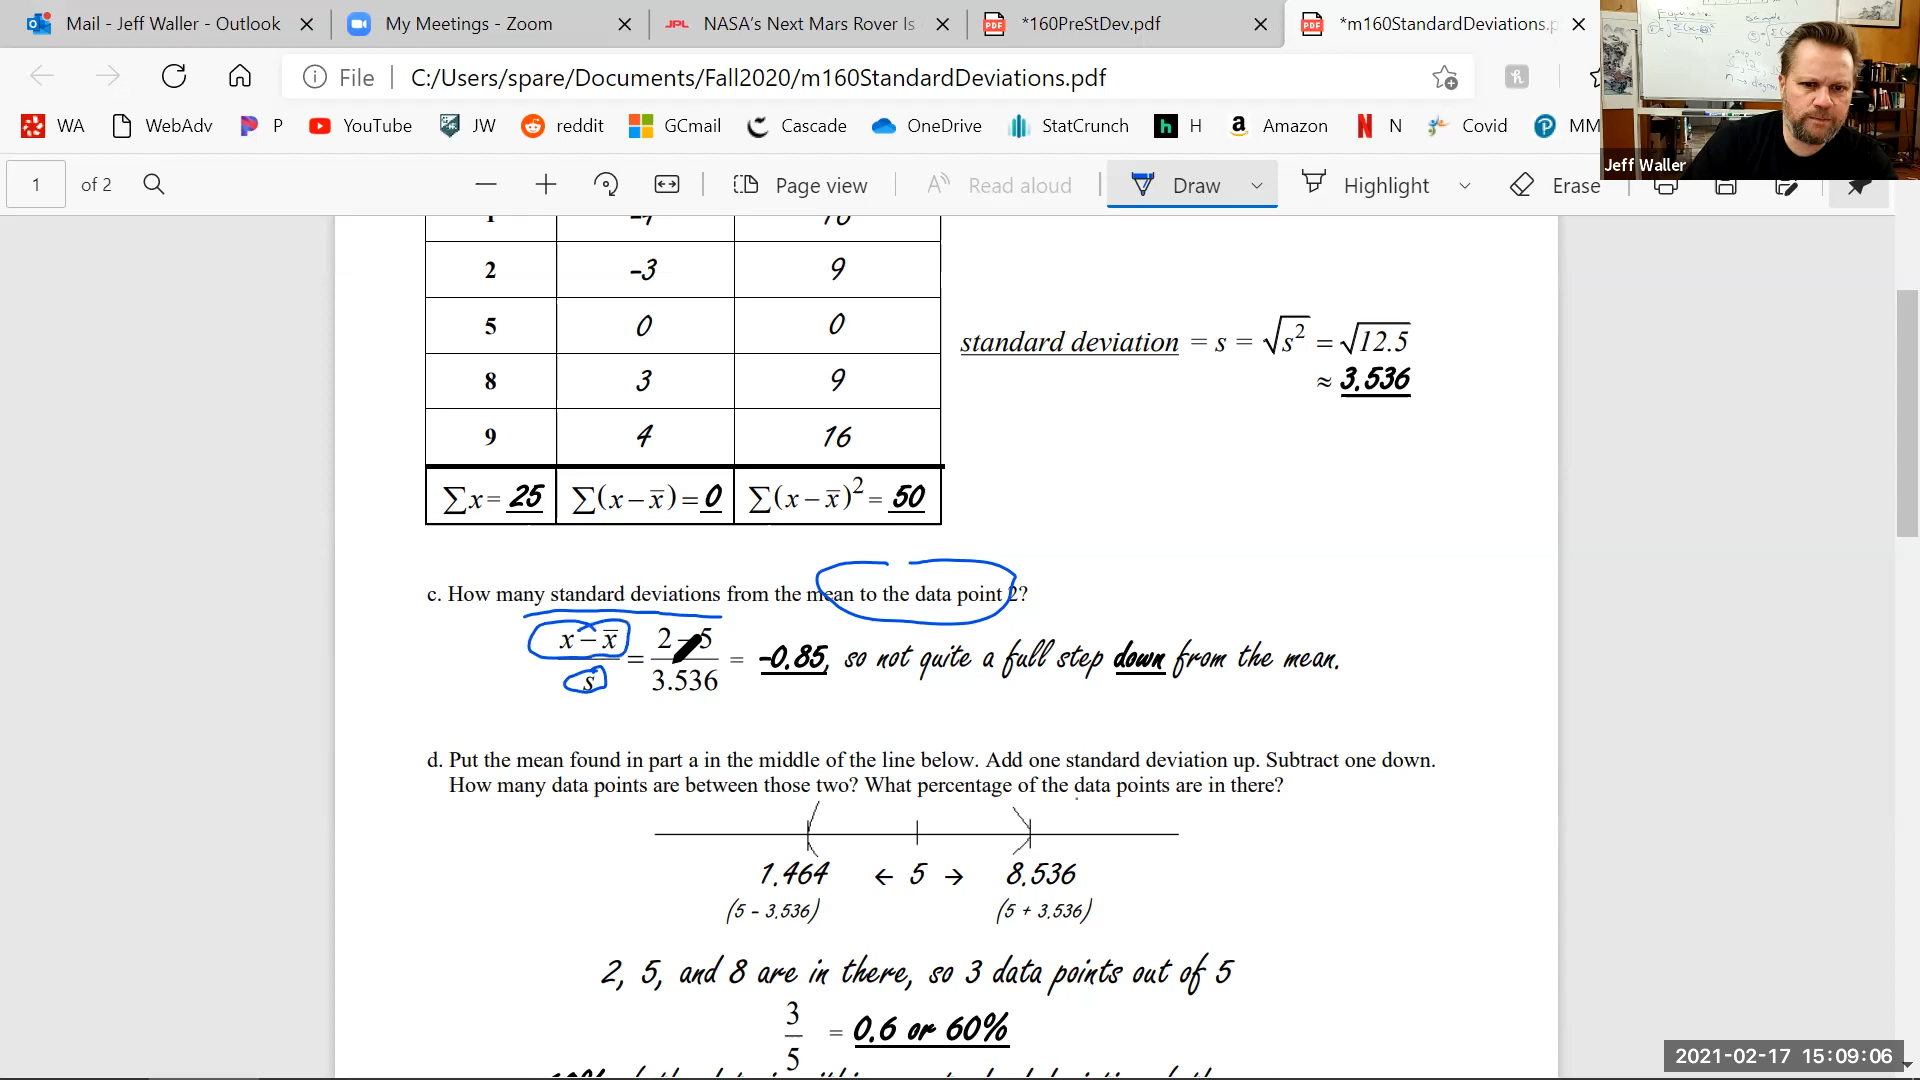 Mail - Jeff Waller - Outlook
My Meetings - Zoom
JPL NASA's Next Mars Rover Is
PDF *160PreStDev.pdf
PDF *m160StandardDeviations.p
File C:/Users/spare/Documents/Fall2020/m160StandardDeviations.pdf
WA WebAdv P YouTube JW reddit GCmail Cascade OneDrive StatCrunch H Amazon N Covid MM
Jeff Waller
1 of 2 Page view Read aloud Draw Highlight Erase
1 -4 16
2 -3 9
5 0 0
8 3 9
9 4 16
∑x = 25 ∑(x – x̄) = 0 ∑(x – x̄)² = 50
standard deviation = s = √s² = √12.5
≈ 3.536
c. How many standard deviations from the mean to the data point 2?
x – x̄ / s = 2 – 5 / 3.536 = -0.85, so not quite a full step down from the mean.
d. Put the mean found in part a in the middle of the line below. Add one standard deviation up. Subtract one down.
How many data points are between those two? What percentage of the data points are in there?
1.464 ← 5 → 8.536
(5 - 3.536) (5 + 3.536)
2, 5, and 8 are in there, so 3 data points out of 5
3/5 = 0.6 or 60%
2021-02-17 15:09:06